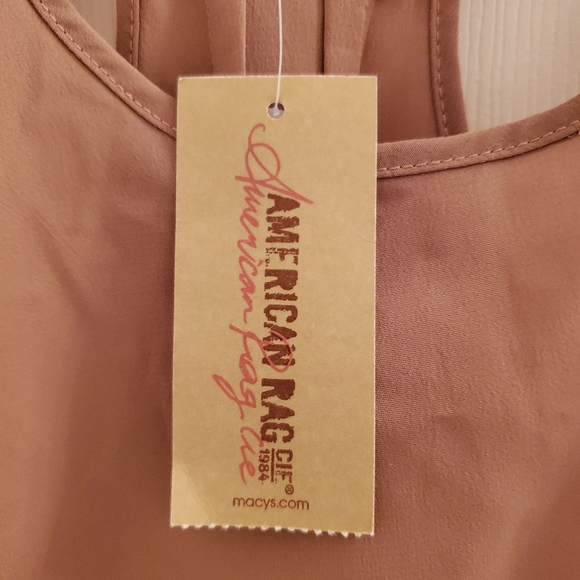 American Rag Cie
AMERICAN RAG
CIE®
1984
macys.com